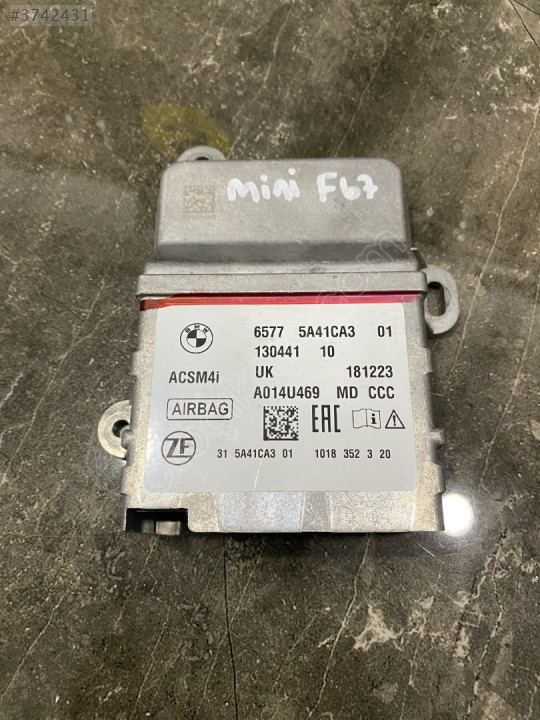 #3742431
mini F67
BMW
6577 5A41CA3 01
130441 10
ACSM4i
UK 181223
A014U469 MD CCC
AIRBAG
EAC
ZF
31 5A41CA3 01 1018 352 3 20